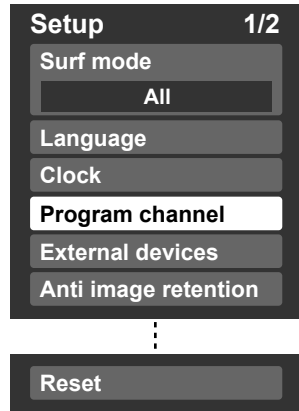 Setup 1/2
Surf mode
All
Language
Clock
Program channel
External devices
Anti image retention
Reset